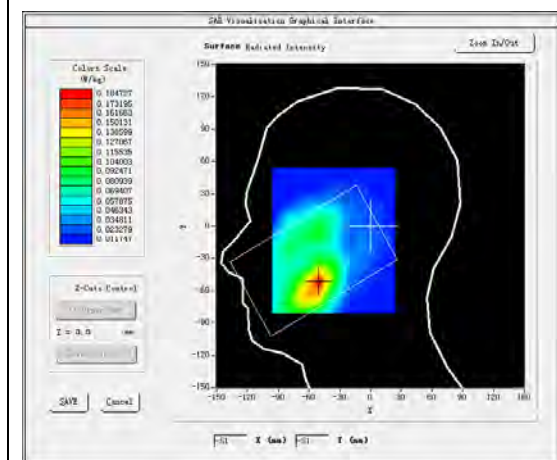 SAR Visualisation Graphical Interface
Surface Radiated Intensity
Zoom In/Out
Colors Scale
(W/kg)
0.184727
0.173195
0.161663
0.150131
0.138599
0.127067
0.115535
0.104003
0.092471
0.080939
0.069407
0.057875
0.046343
0.034811
0.023279
0.011747
150
90
60
30
0
-30
-60
-90
-120
-150
Y
-150 -120 -90 -60 -30 0 30 60 90 120 150
X
Z-Cuts Control
Z = 0.0 mm
SAVE Cancel
-51 X (mm) -51 Y (mm)